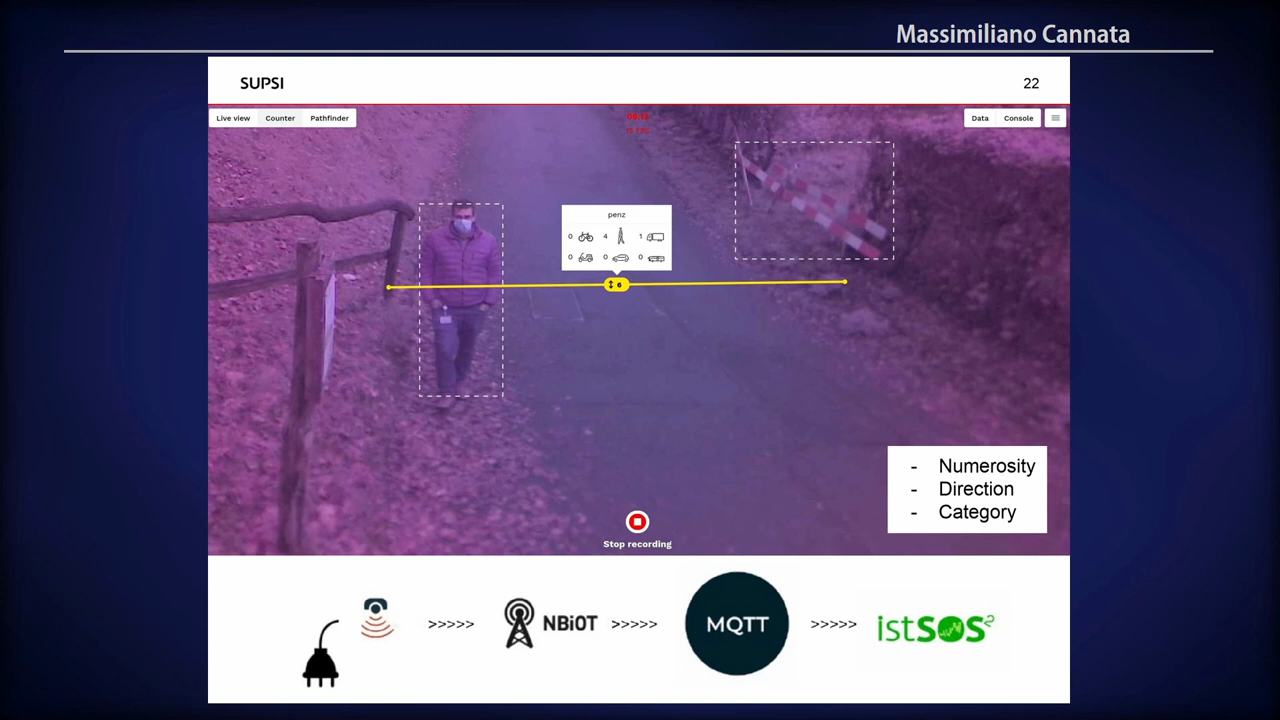 Massimiliano Cannata
SUPSI
22
Live view Counter Pathfinder
Data Console
penz
0 4 1
0 0 0
6
- Numerosity
- Direction
- Category
Stop recording
>>>>> NBiOT >>>>> MQTT >>>>> istSOS2